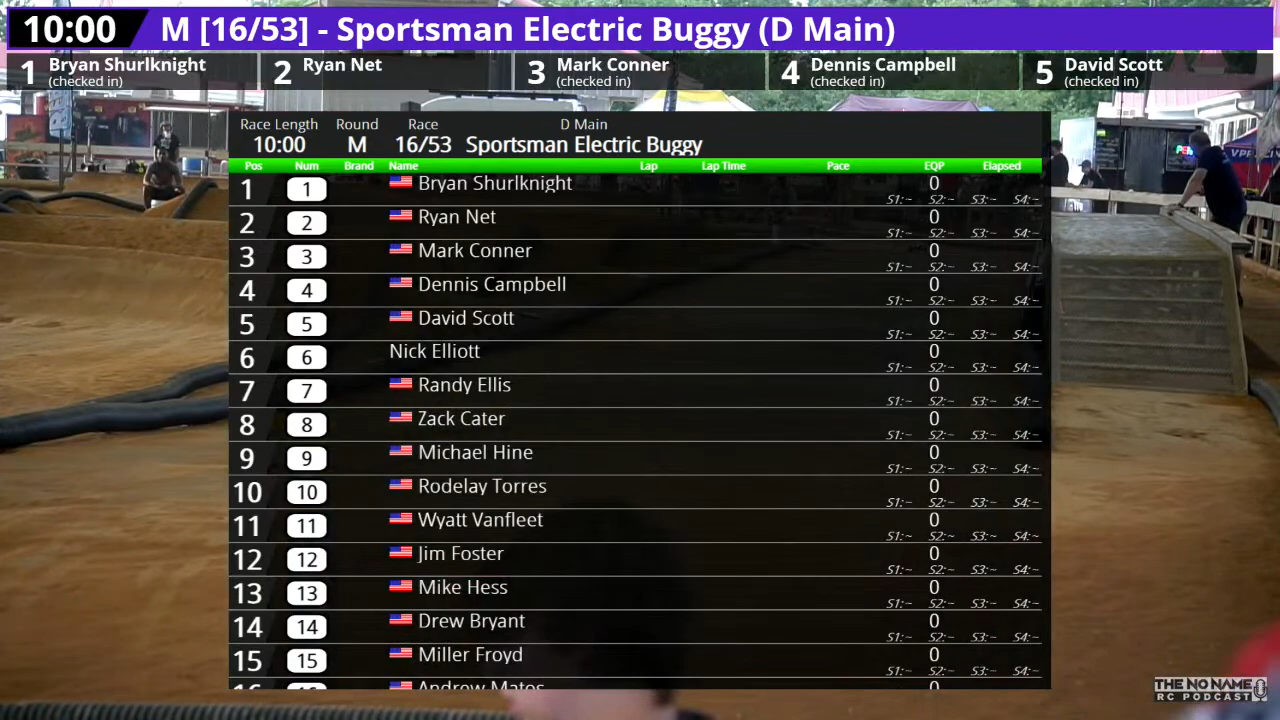 10:00 M [16/53] - Sportsman Electric Buggy (D Main)
1 Bryan Shurlknight (checked in)
2 Ryan Net
3 Mark Conner (checked in)
4 Dennis Campbell (checked in)
5 David Scott (checked in)
Race Length Round Race D Main
10:00 M 16/53 Sportsman Electric Buggy
Pos Num Brand Name Lap Lap Time Pace EQP Elapsed
1 1 Bryan Shurlknight 0
S1:~ S2:~ S3:~ S4:~
2 2 Ryan Net 0
S1:~ S2:~ S3:~ S4:~
3 3 Mark Conner 0
S1:~ S2:~ S3:~ S4:~
4 4 Dennis Campbell 0
S1:~ S2:~ S3:~ S4:~
5 5 David Scott 0
S1:~ S2:~ S3:~ S4:~
6 6 Nick Elliott 0
S1:~ S2:~ S3:~ S4:~
7 7 Randy Ellis 0
S1:~ S2:~ S3:~ S4:~
8 8 Zack Cater 0
S1:~ S2:~ S3:~ S4:~
9 9 Michael Hine 0
S1:~ S2:~ S3:~ S4:~
10 10 Rodelay Torres 0
S1:~ S2:~ S3:~ S4:~
11 11 Wyatt Vanfleet 0
S1:~ S2:~ S3:~ S4:~
12 12 Jim Foster 0
S1:~ S2:~ S3:~ S4:~
13 13 Mike Hess 0
S1:~ S2:~ S3:~ S4:~
14 14 Drew Bryant 0
S1:~ S2:~ S3:~ S4:~
15 15 Miller Froyd 0
S1:~ S2:~ S3:~ S4:~
16 16 Andrew Matos 0
THE NO NAME
RC PODCAST